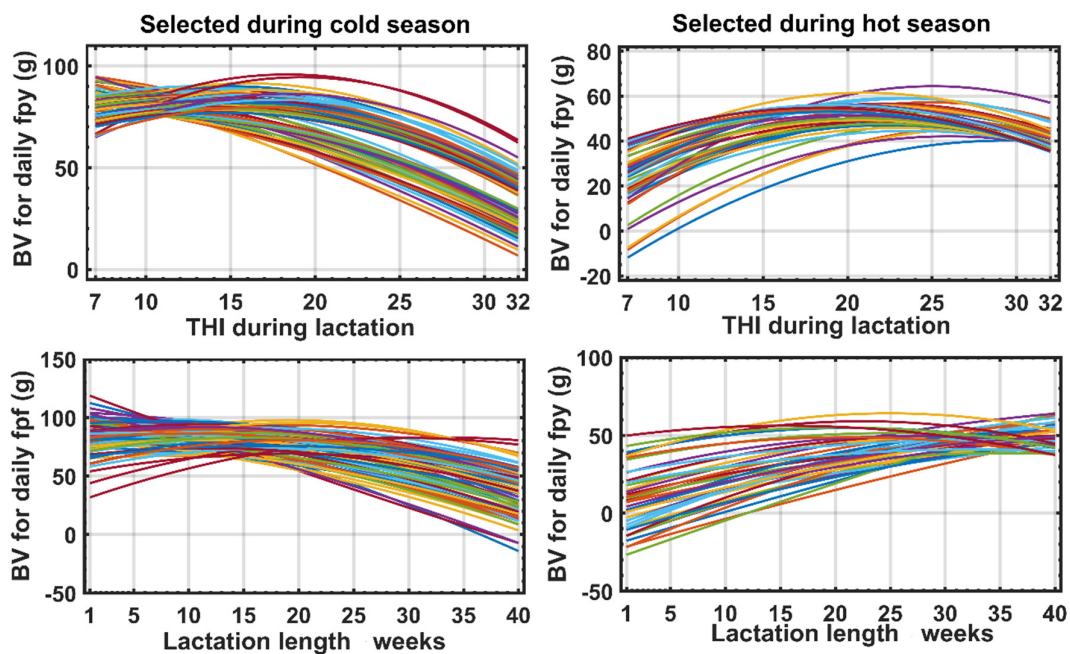 Selected during cold season
Selected during hot season
BV for daily fpy (g)
100
50
0
7 10 15 20 25 30 32
THI during lactation
BV for daily fpy (g)
80
60
40
20
0
-20
7 10 15 20 25 30 32
THI during lactation
BV for daily fpf (g)
150
100
50
0
-50
1 5 10 15 20 25 30 35 40
Lactation length weeks
BV for daily fpy (g)
100
50
0
-50
1 5 10 15 20 25 30 35 40
Lactation length weeks